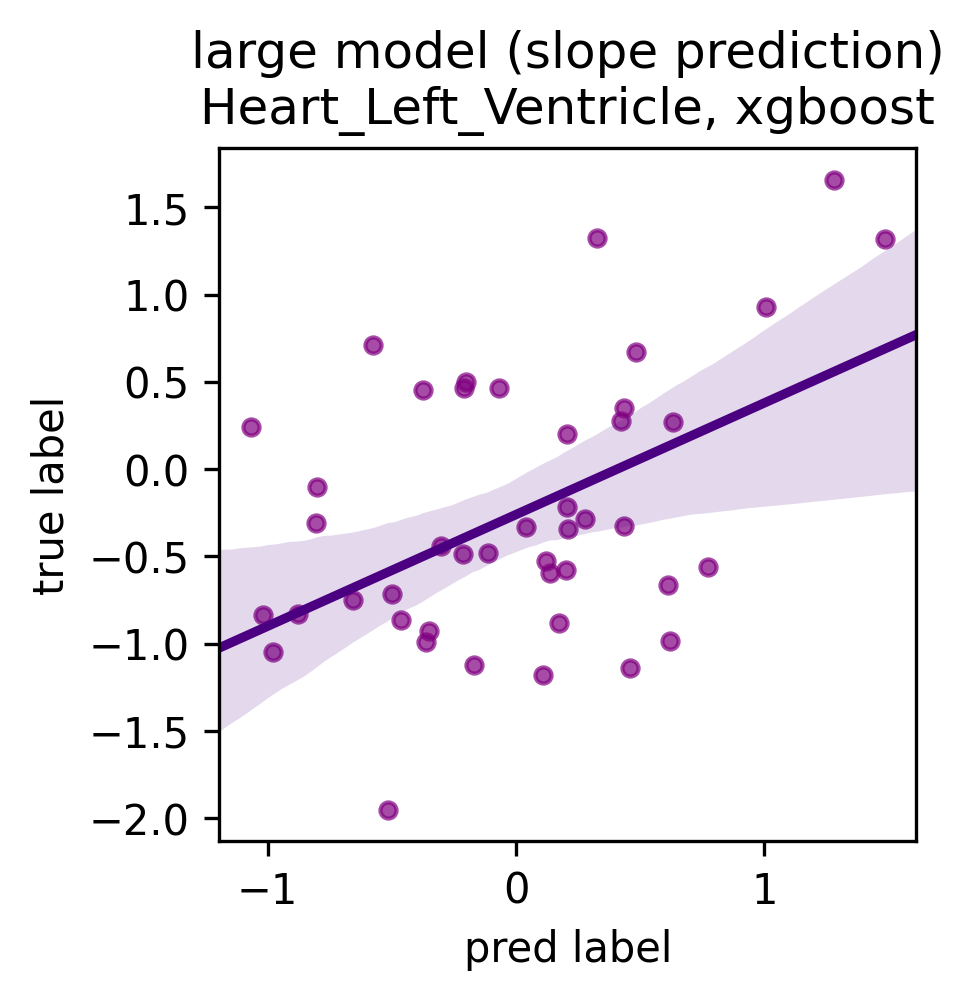 large model (slope prediction)
Heart_Left_Ventricle, xgboost
1.5
1.0
0.5
0.0
−0.5
−1.0
−1.5
−2.0
true label
−1
0
1
pred label